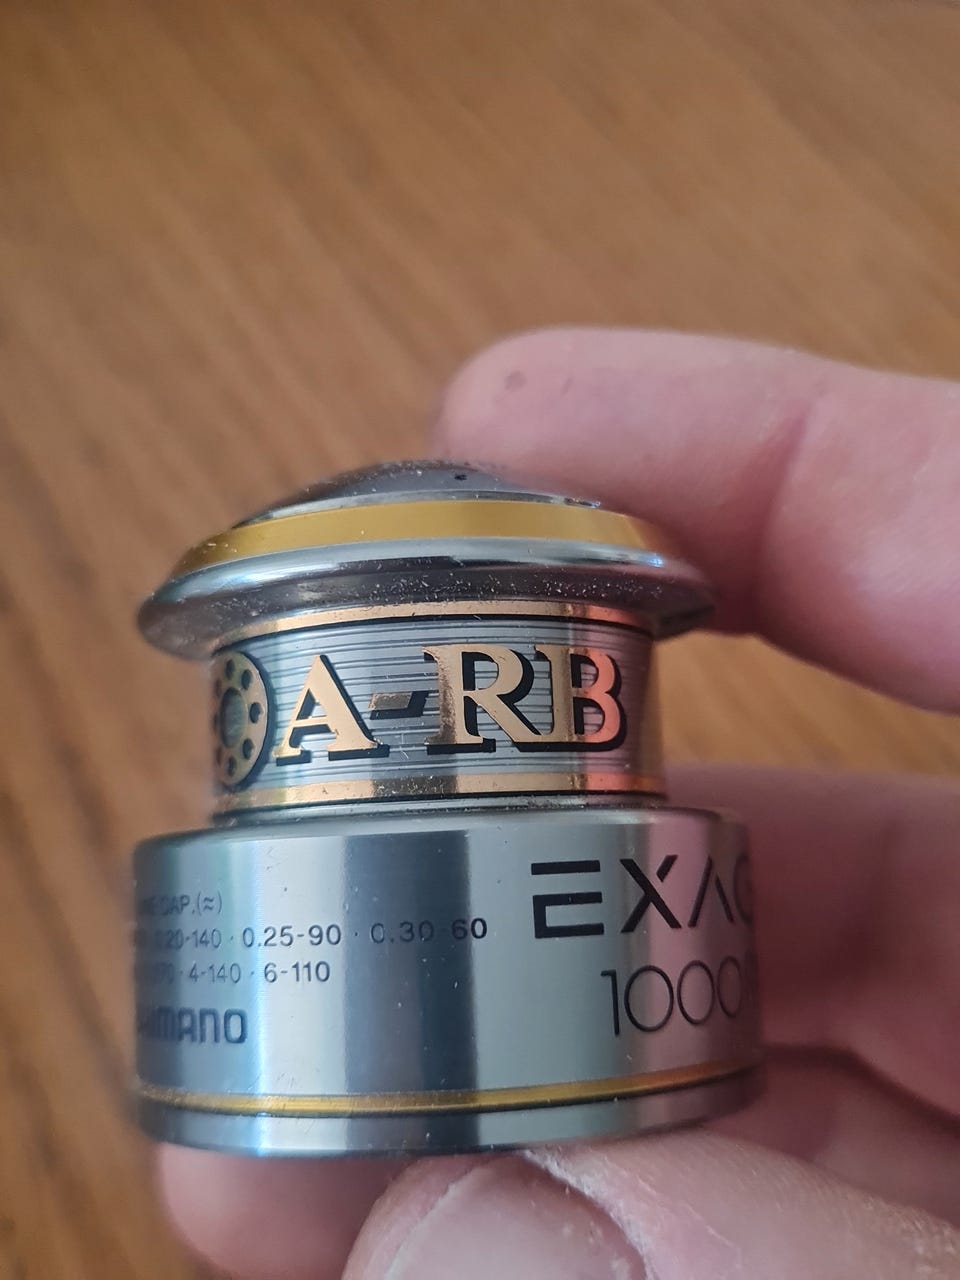 A-RB
CAP.(≈)
0.20-140 · 0.25-90 · 0.30-60
4-140 · 6-110
SHIMANO
EXAG
1000